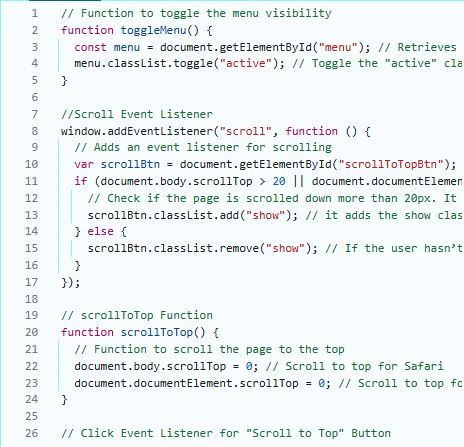 1 // Function to toggle the menu visibility
2 function toggleMenu() {
3 const menu = document.getElementById("menu"); // Retrieves
4 menu.classList.toggle("active"); // Toggle the "active" cla
5 }
6
7 //Scroll Event Listener
8 window.addEventListener("scroll", function () {
9 // Adds an event listener for scrolling
10 var scrollBtn = document.getElementById("scrollToTopBtn");
11 if (document.body.scrollTop > 20 || document.documentElemen
12 // Check if the page is scrolled down more than 20px. It
13 scrollBtn.classList.add("show"); // it adds the show clas
14 } else {
15 scrollBtn.classList.remove("show"); // If the user hasn't
16 }
17 });
18
19 // scrollToTop Function
20 function scrollToTop() {
21 // Function to scroll the page to the top
22 document.body.scrollTop = 0; // Scroll to top for Safari
23 document.documentElement.scrollTop = 0; // Scroll to top fo
24 }
25
26 // Click Event Listener for "Scroll to Top" Button